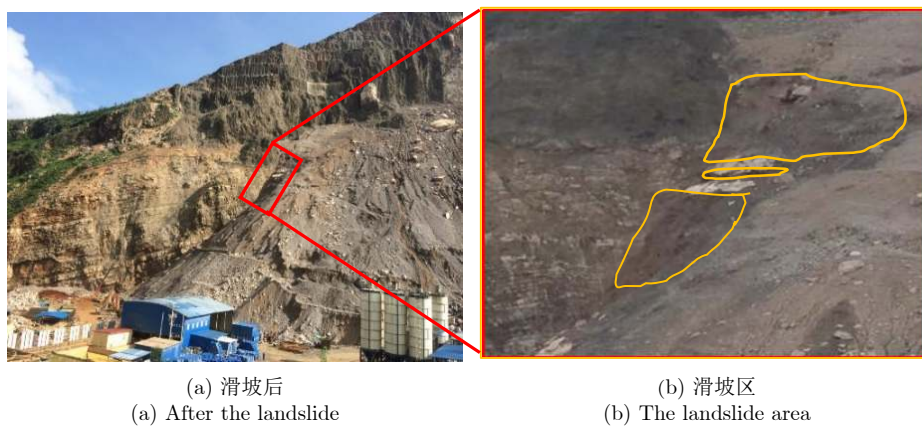 (a) 滑坡后
(a) After the landslide
(b) 滑坡区
(b) The landslide area